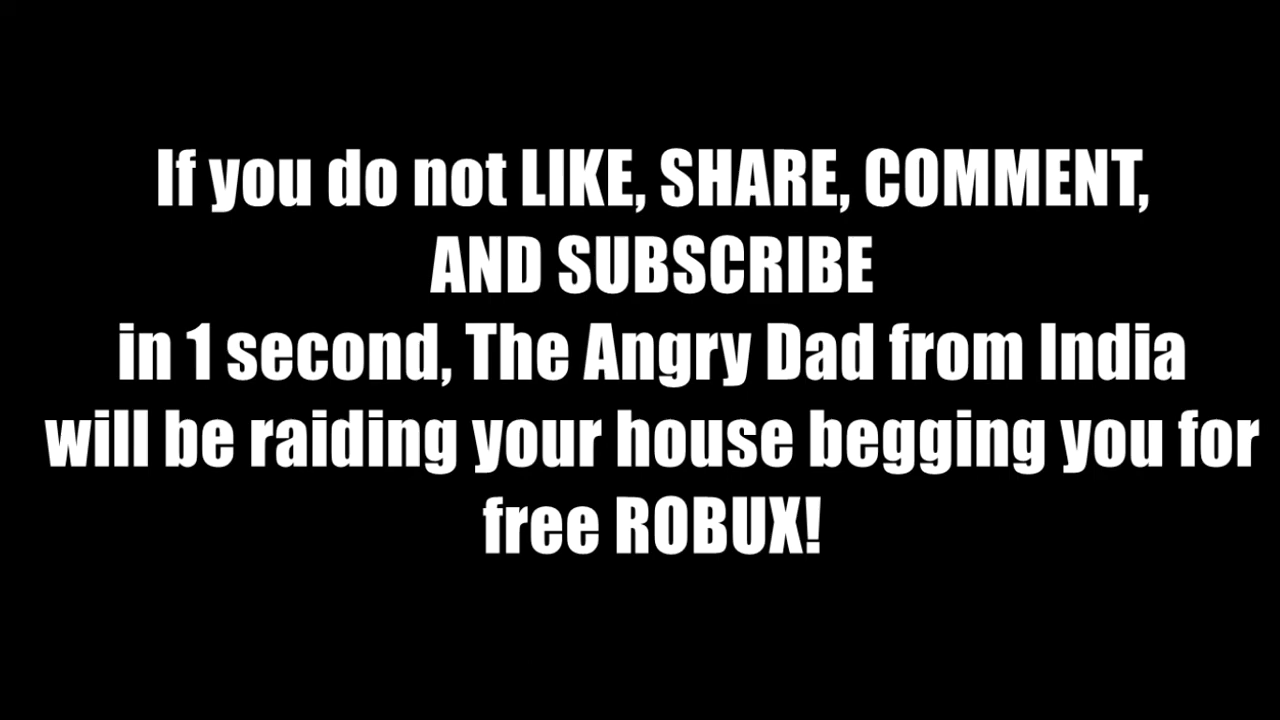 If you do not LIKE, SHARE, COMMENT,
AND SUBSCRIBE
in 1 second, The Angry Dad from India
will be raiding your house begging you for
free ROBUX!